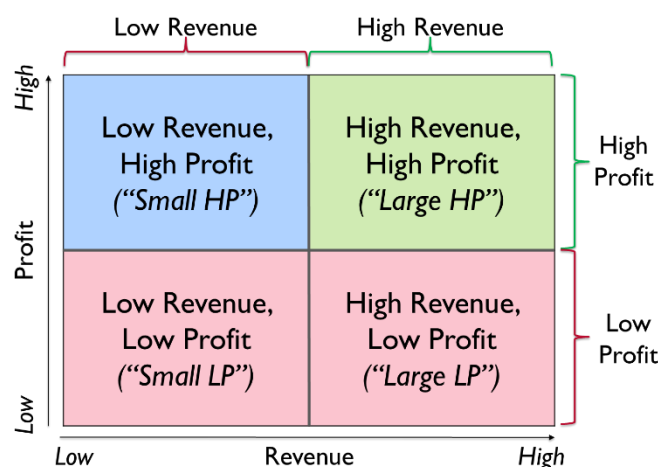 Low Revenue
High Revenue
High
Profit
Low
Low Revenue,
High Profit
(“Small HP”)
High Revenue,
High Profit
(“Large HP”)
High
Profit
Low Revenue,
Low Profit
(“Small LP”)
High Revenue,
Low Profit
(“Large LP”)
Low
Profit
Low
Revenue
High